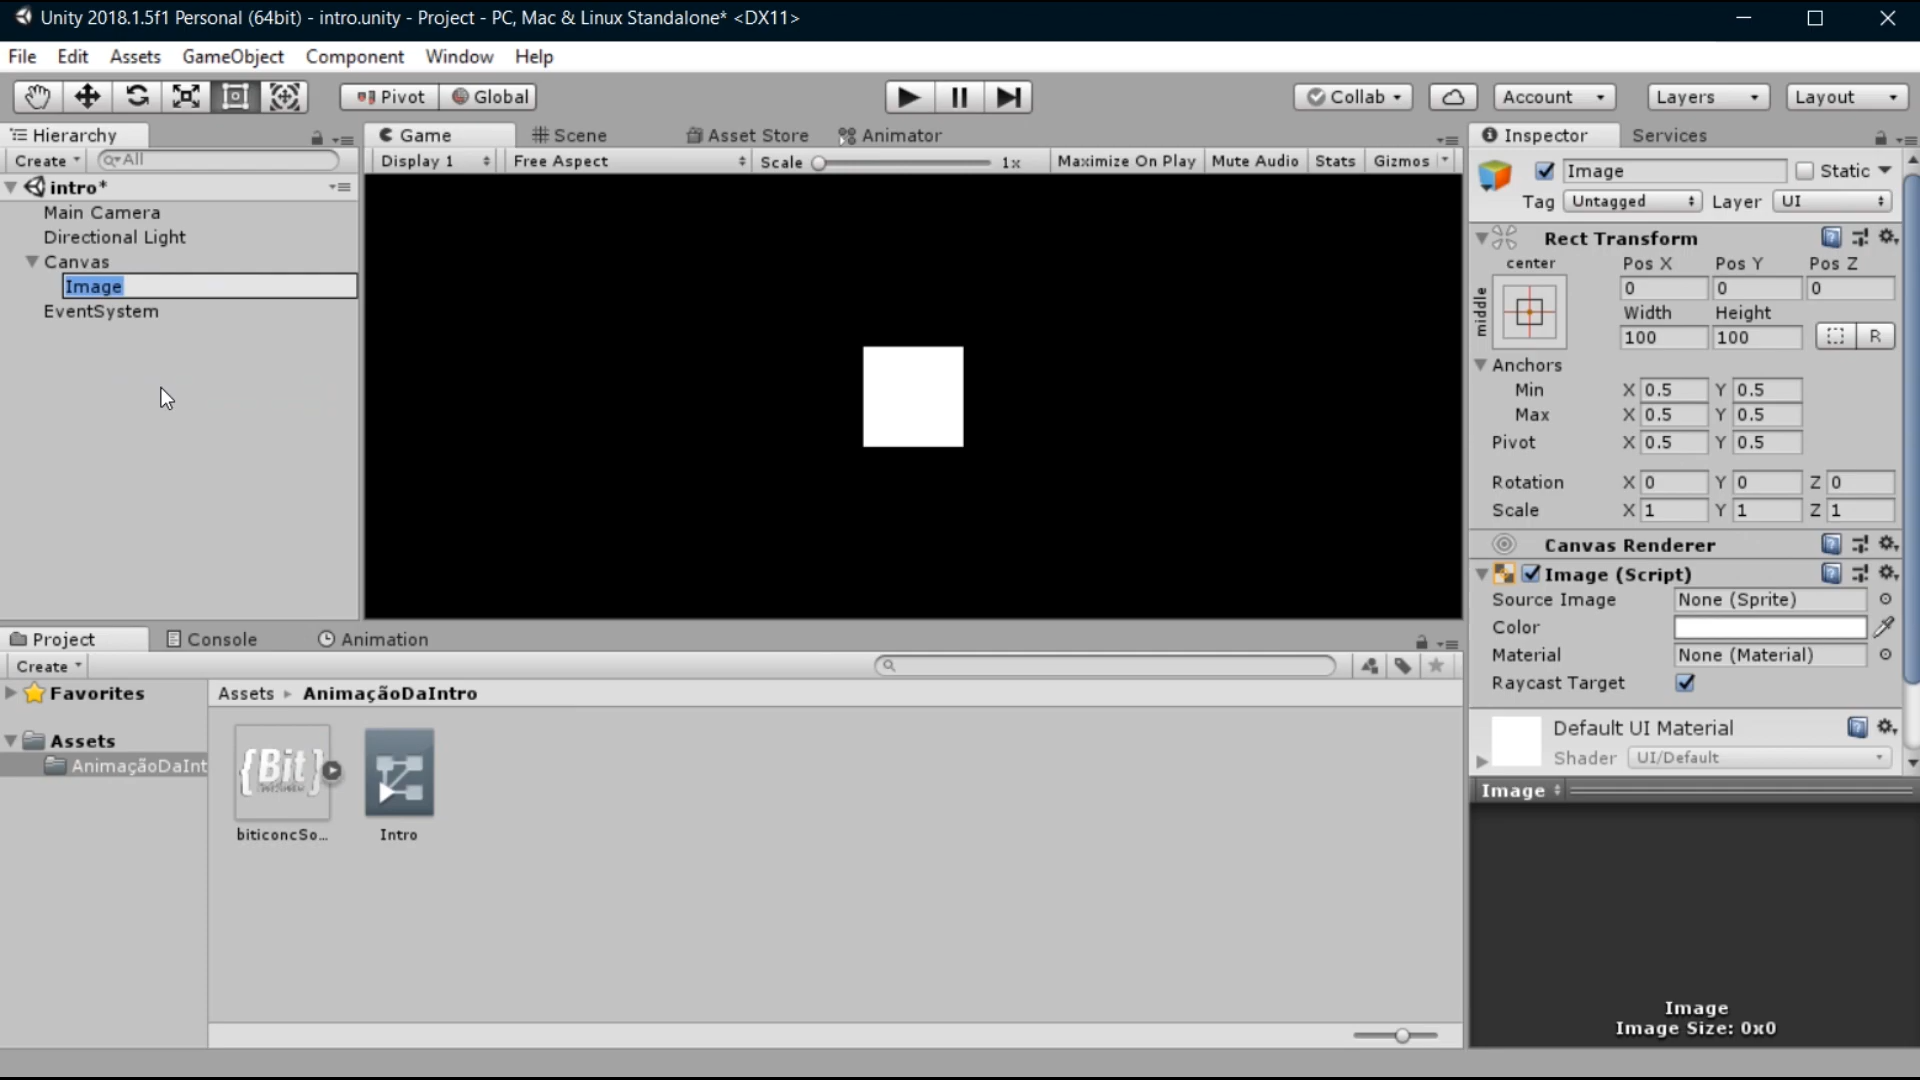 Unity 2018.1.5f1 Personal (64bit) - intro.unity - Project - PC, Mac & Linux Standalone* <DX11>
File Edit Assets GameObject Component Window Help
Pivot Global Collab Account Layers Layout
Hierarchy
Create All
intro*
Main Camera
Directional Light
Canvas
Image
EventSystem
Game Scene Asset Store Animator
Display 1 Free Aspect Scale 1x Maximize On Play Mute Audio Stats Gizmos
Inspector Services
Image Static
Tag Untagged Layer UI
Rect Transform
center Pos X Pos Y Pos Z
middle
0 0 0
Width Height
100 100 R
Anchors
Min X 0.5 Y 0.5
Max X 0.5 Y 0.5
Pivot X 0.5 Y 0.5
Rotation X 0 Y 0 Z 0
Scale X 1 Y 1 Z 1
Canvas Renderer
Image (Script)
Source Image None (Sprite)
Color
Material None (Material)
Raycast Target
Default UI Material
Shader UI/Default
Image
Image
Image Size: 0x0
Project Console Animation
Create
Favorites
Assets
AnimaçãoDaInt
Assets AnimaçãoDaIntro
{Bit}
biticoncSo... Intro